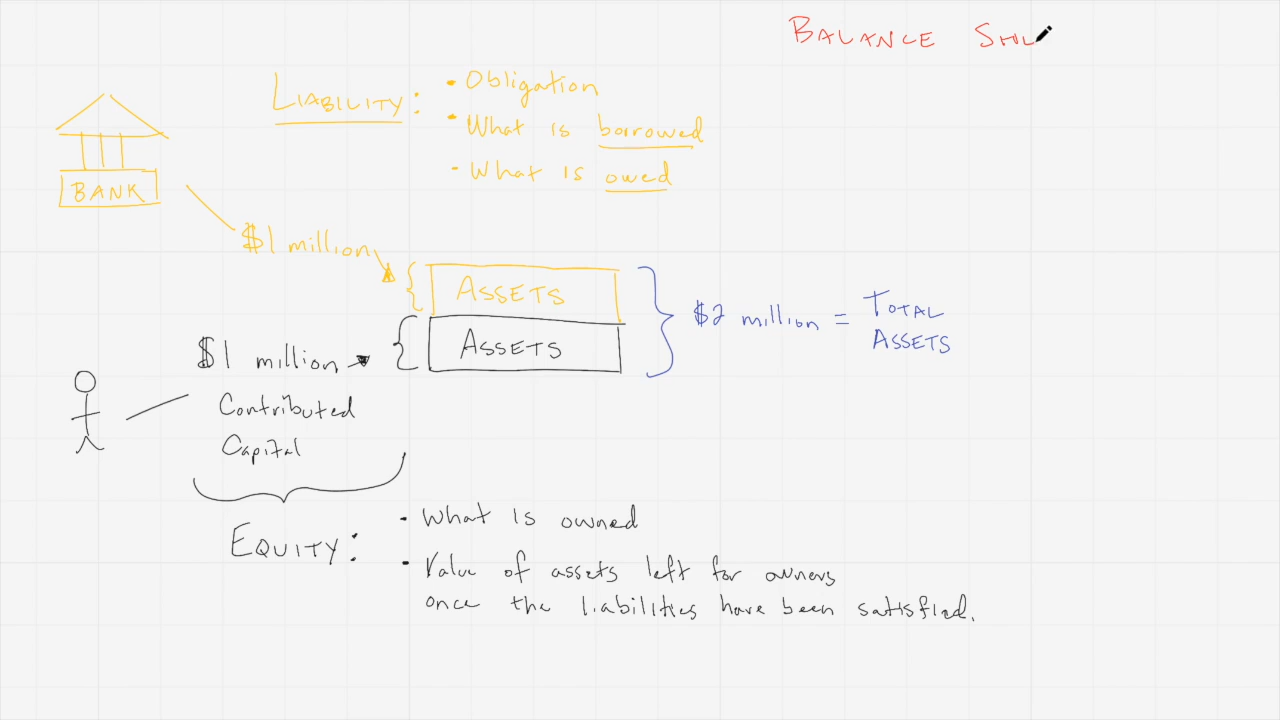 BALANCE
LIABILITY:
• Obligation
• What is borrowed
• What is owed
BANK
$1 million
ASSETS
$2 million = TOTAL
ASSETS
ASSETS
$1 million
Contributed
Capital
EQUITY:
• What is owned
• Value of assets left for owners
once the liabilities have been satisfied.